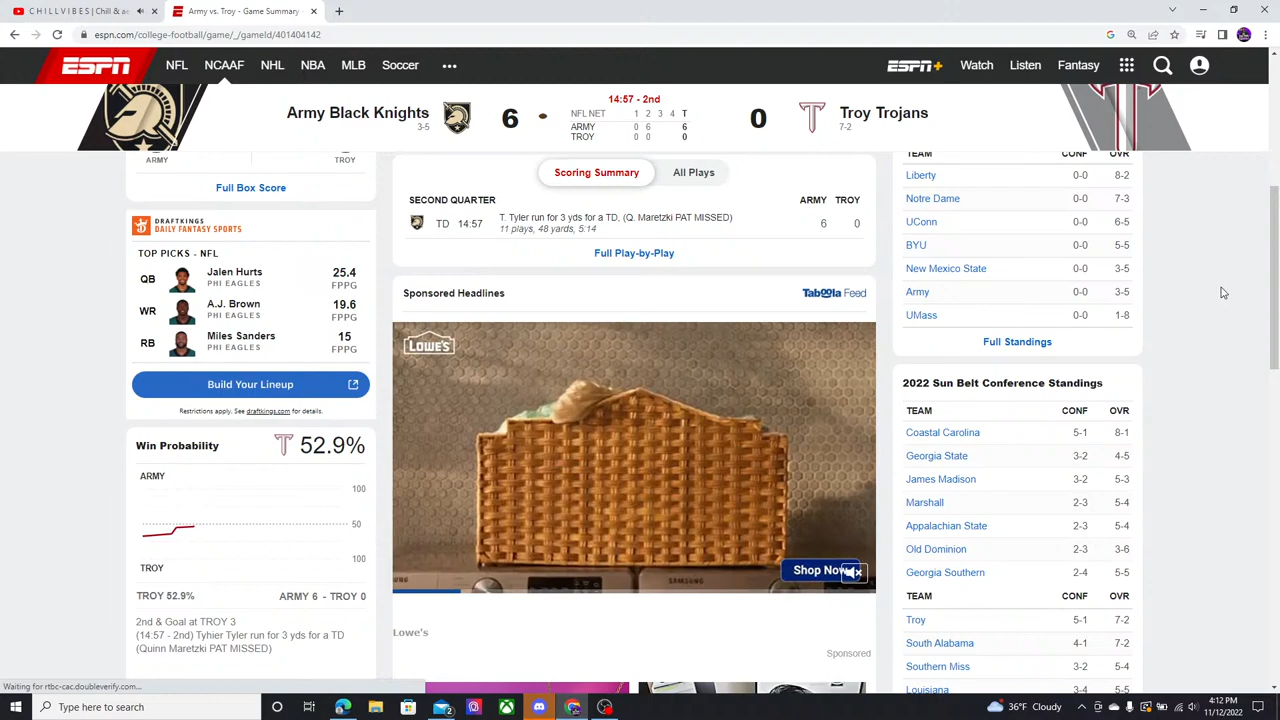 C H I L L V I B E S | Chill & ae
Army vs. Troy - Game Summary -
espn.com/college-football/game/_/gameId/401404142
ESPN NFL NCAAF NHL NBA MLB Soccer ••• ESPN+ Watch Listen Fantasy
Army Black Knights
3-5
6
14:57 - 2nd
NFL NET 1 2 3 4 T
ARMY 0 6 6
TROY 0 0 0
0
Troy Trojans
7-2
ARMY TROY
Full Box Score
DRAFTKINGS
DAILY FANTASY SPORTS
TOP PICKS - NFL
QB Jalen Hurts 25.4
PHI EAGLES FPPG
WR A.J. Brown 19.6
PHI EAGLES FPPG
RB Miles Sanders 15
PHI EAGLES FPPG
Build Your Lineup
Restrictions apply. See draftkings.com for details.
Win Probability T 52.9%
ARMY
100
50
100
TROY
TROY 52.9% ARMY 6 - TROY 0
2nd & Goal at TROY 3
(14:57 - 2nd) Tyhier Tyler run for 3 yds for a TD
(Quinn Maretzki PAT MISSED)
Scoring Summary All Plays
SECOND QUARTER ARMY TROY
TD 14:57 T. Tyler run for 3 yds for a TD, (Q. Maretzki PAT MISSED) 6 0
11 plays, 48 yards, 5:14
Full Play-by-Play
Sponsored Headlines Taboola Feed
LOWE'S
SAMSUNG
Shop Now
Lowe's
Sponsored
TEAM CONF OVR
Liberty 0-0 8-2
Notre Dame 0-0 7-3
UConn 0-0 6-5
BYU 0-0 5-5
New Mexico State 0-0 3-5
Army 0-0 3-5
UMass 0-0 1-8
Full Standings
2022 Sun Belt Conference Standings
TEAM CONF OVR
Coastal Carolina 5-1 8-1
Georgia State 3-2 4-5
James Madison 3-2 5-3
Marshall 2-3 5-4
Appalachian State 2-3 5-4
Old Dominion 2-3 3-6
Georgia Southern 2-4 5-5
TEAM CONF OVR
Troy 5-1 7-2
South Alabama 4-1 7-2
Southern Miss 3-2 5-4
Louisiana 3-4 5-5
Waiting for rtbc-cac.doubleverify.com...
Type here to search
38°F Cloudy
4:12 PM
11/12/2022